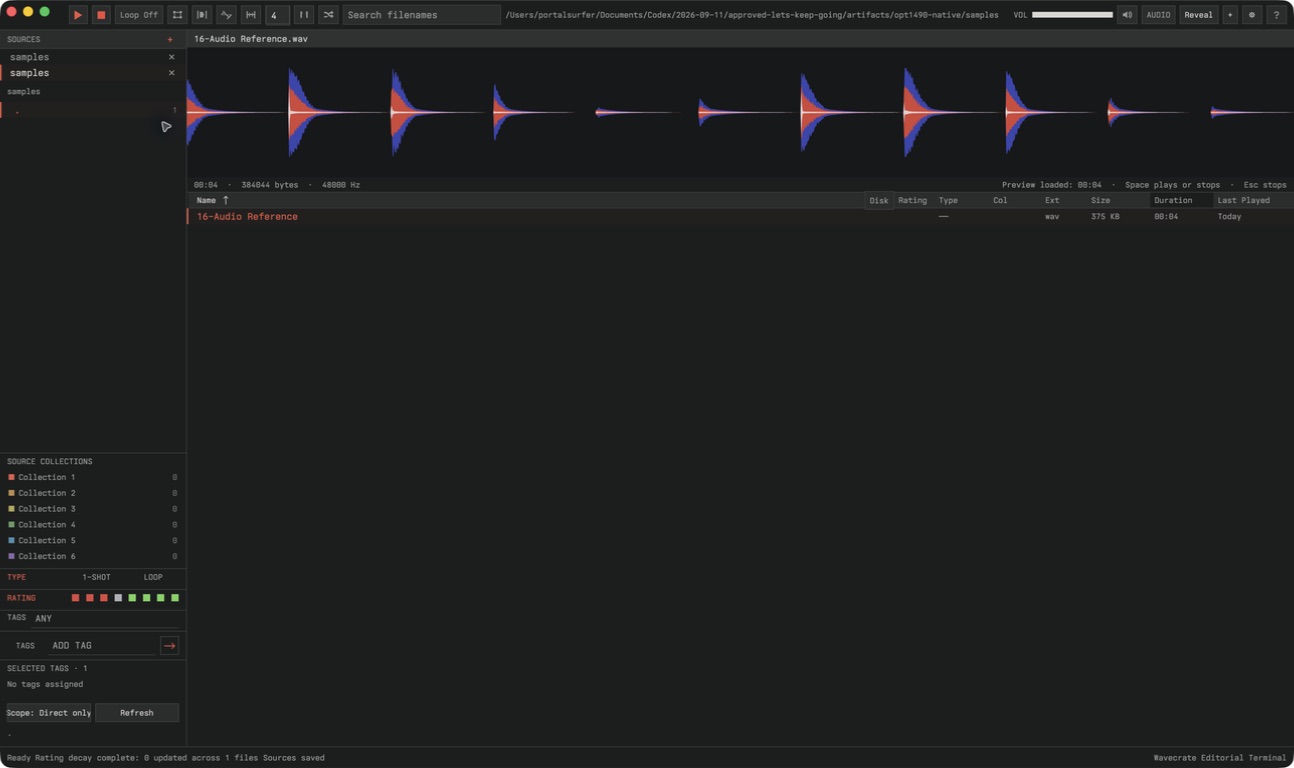 Loop Off 4 Search filenames /Users/portalsurfer/Documents/Codex/2026-09-11/approved-lets-keep-going/artifacts/opt1490-native/samples VOL AUDIO Reveal ?
SOURCES +
16-Audio Reference.wav
samples ×
samples ×
samples
. 1
00:04 · 384044 bytes · 48000 Hz
Preview loaded: 00:04 · Space plays or stops · Esc stops
Name ↑ Disk Rating Type Col Ext Size Duration Last Played
16-Audio Reference — wav 375 KB 00:04 Today
SOURCE COLLECTIONS
Collection 1 0
Collection 2 0
Collection 3 0
Collection 4 0
Collection 5 0
Collection 6 0
TYPE 1-SHOT LOOP
RATING
TAGS ANY
TAGS ADD TAG →
SELECTED TAGS · 1
No tags assigned
Scope: Direct only Refresh
.
Ready Rating decay complete: 0 updated across 1 files Sources saved
Wavecrate Editorial Terminal